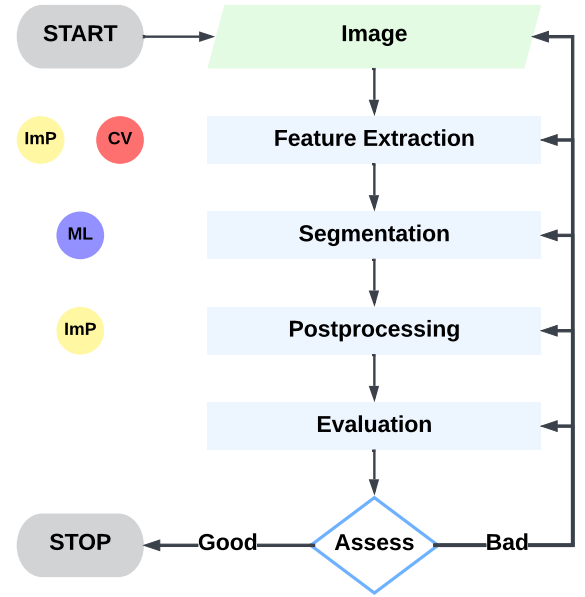 START
Image
ImP
CV
Feature Extraction
ML
Segmentation
ImP
Postprocessing
Evaluation
STOP
Good
Assess
Bad